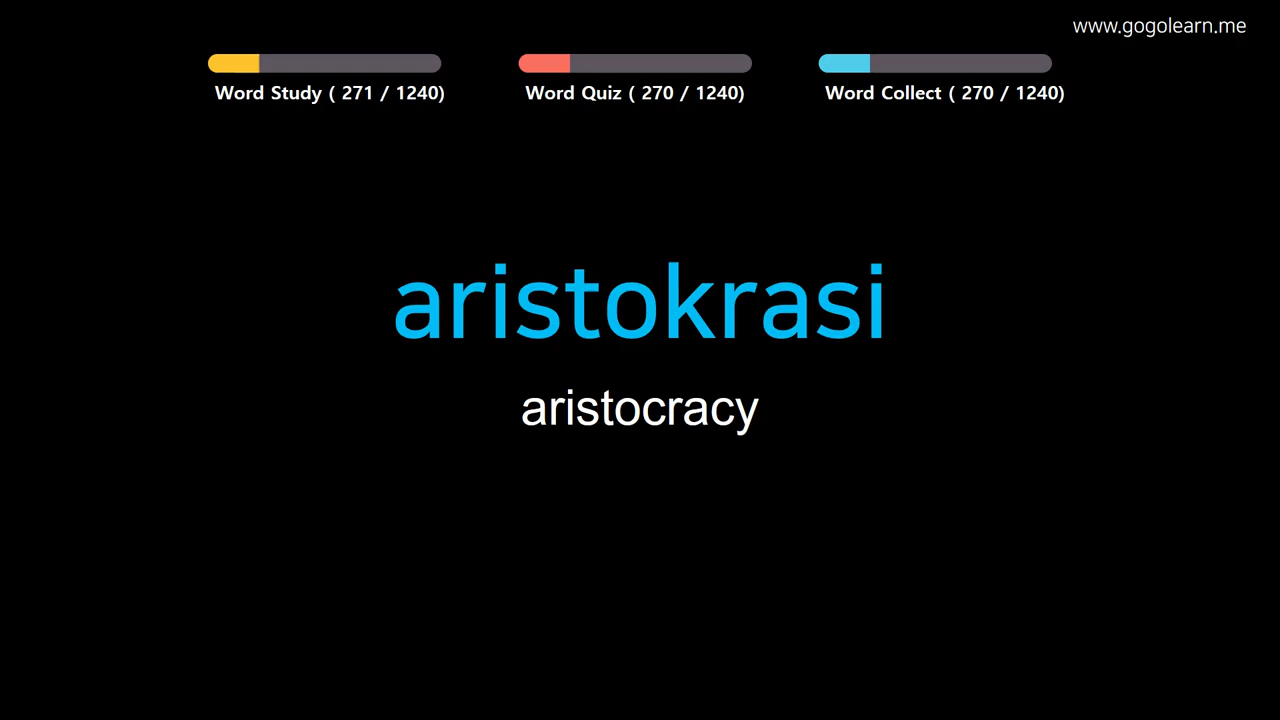 www.gogolearn.me
Word Study ( 271 / 1240)
Word Quiz ( 270 / 1240)
Word Collect ( 270 / 1240)
aristokrasi
aristocracy